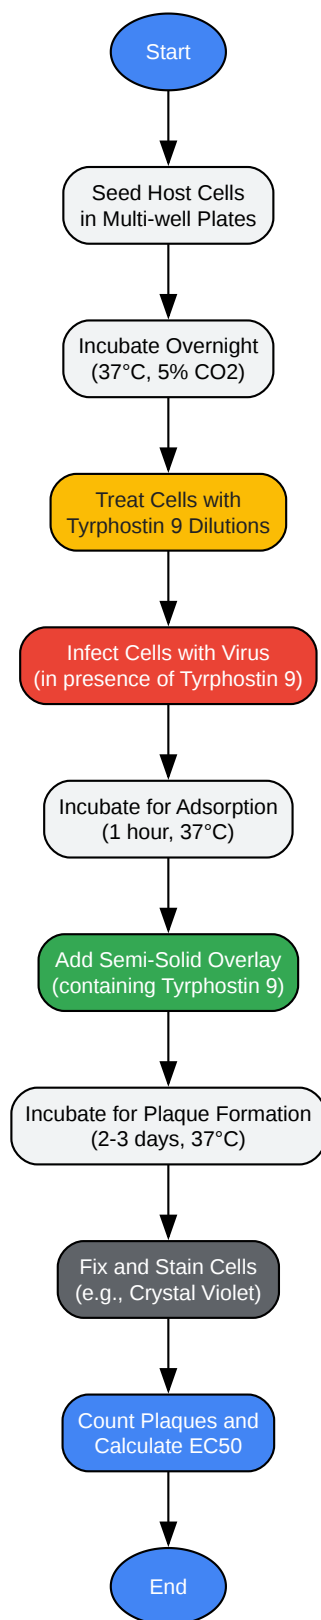 Start
Seed Host Cells
in Multi-well Plates
Incubate Overnight
(37°C, 5% CO2)
Treat Cells with
Tyrphostin 9 Dilutions
Infect Cells with Virus
(in presence of Tyrphostin 9)
Incubate for Adsorption
(1 hour, 37°C)
Add Semi-Solid Overlay
(containing Tyrphostin 9)
Incubate for Plaque Formation
(2-3 days, 37°C)
Fix and Stain Cells
(e.g., Crystal Violet)
Count Plaques and
Calculate EC50
End